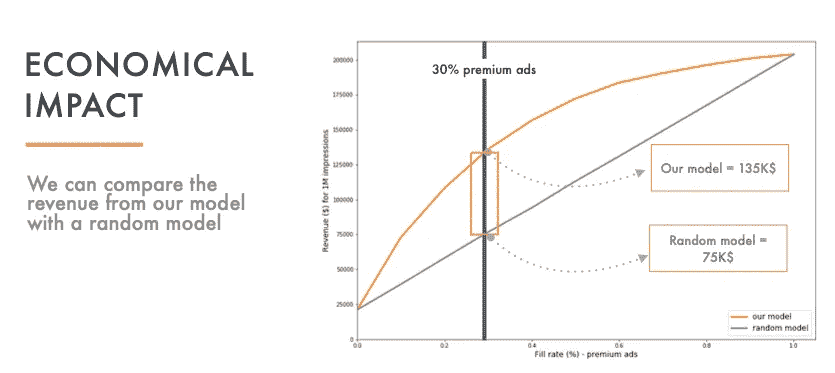 ECONOMICAL
IMPACT
We can compare the
revenue from our model
with a random model
30% premium ads
Our model = 135K$
Random model =
75K$
our model
random model
Revenue ($) for 1M impressions
200000
175000
150000
125000
100000
75000
50000
25000
0
0.0 0.2 0.4 0.6 0.8 1.0
Fill rate (%) - premium ads